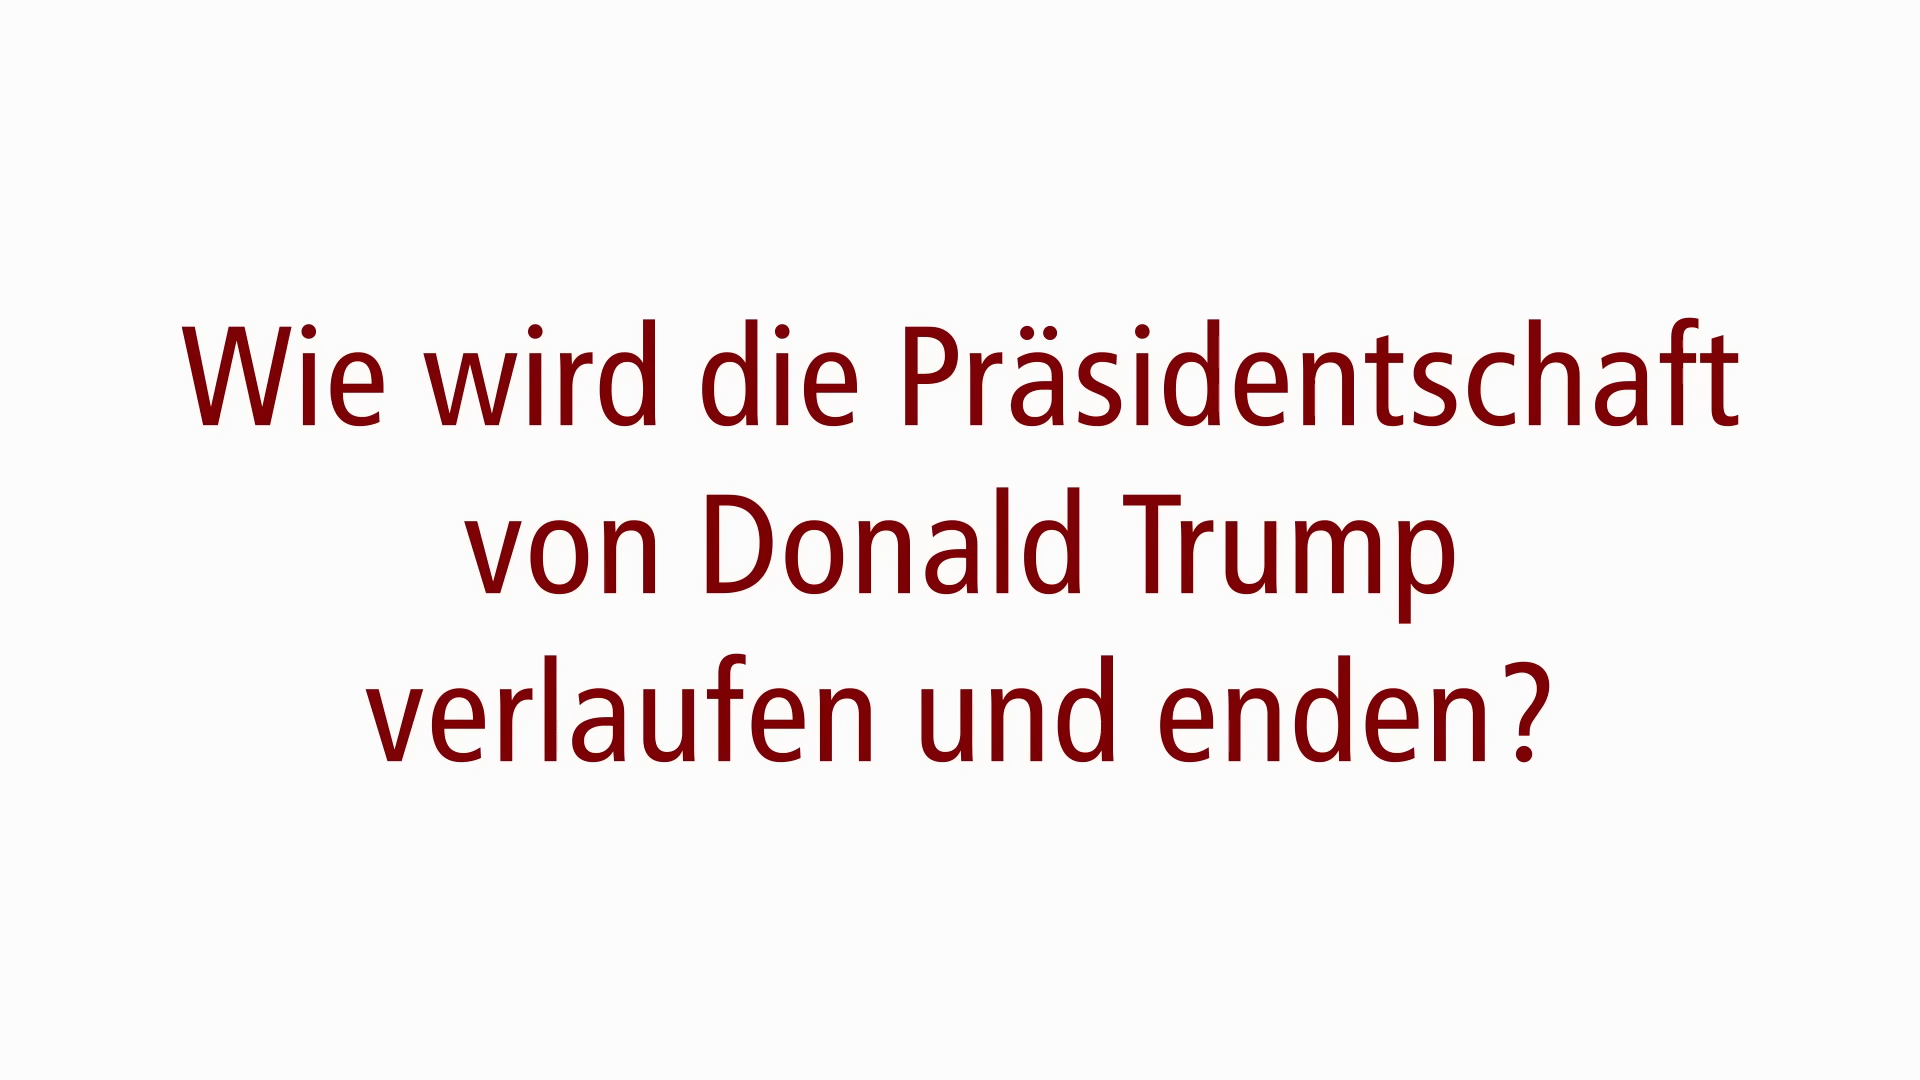 Wie wird die Präsidentschaft
von Donald Trump
verlaufen und enden?